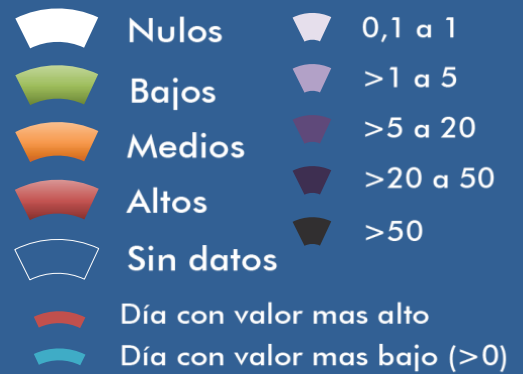 Nulos
Bajos
Medios
Altos
Sin datos
0,1 a 1
>1 a 5
>5 a 20
>20 a 50
>50
Día con valor mas alto
Día con valor mas bajo (>0)